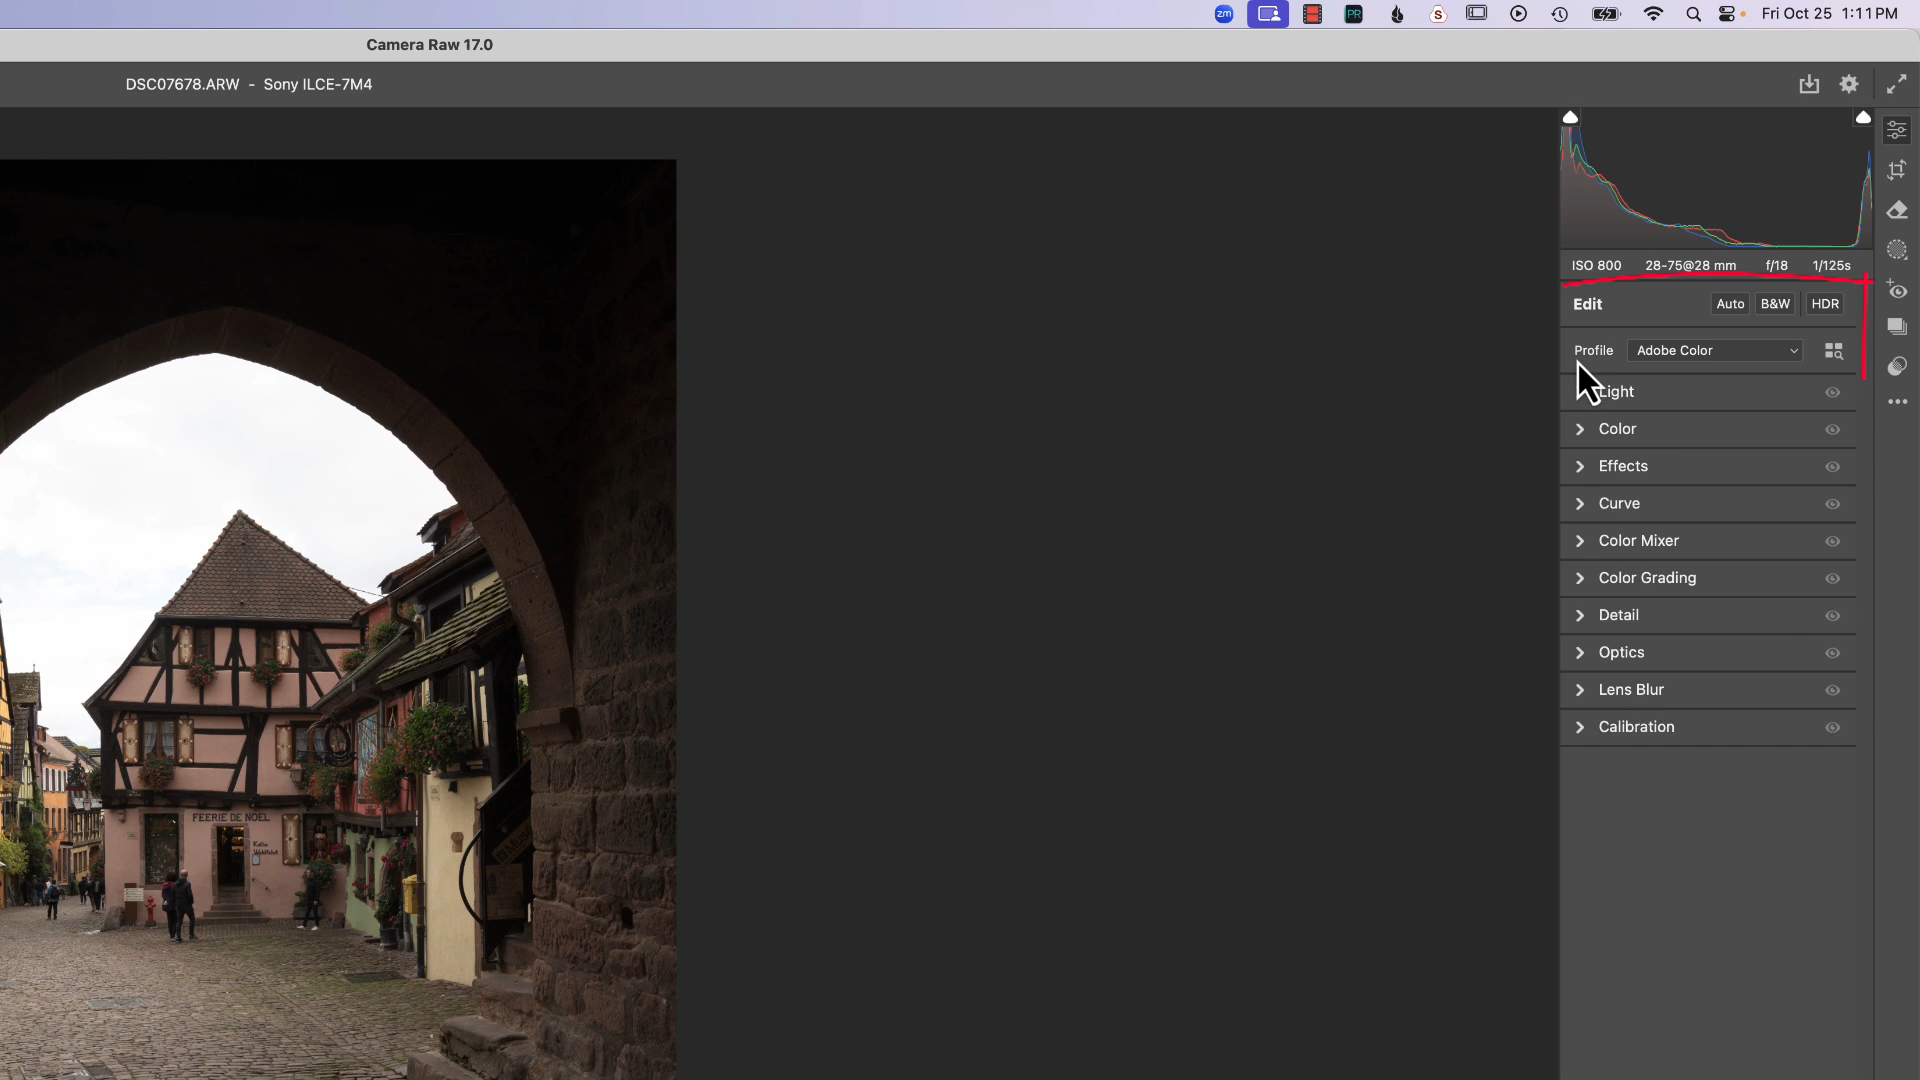 zm
PR
S
Fri Oct 25 1:11 PM
Camera Raw 17.0
DSC07678.ARW - Sony ILCE-7M4
ISO 800 28-75@28 mm f/18 1/125s
Edit Auto B&W HDR
Profile Adobe Color
Light
Color
Effects
Curve
Color Mixer
Color Grading
Detail
Optics
Lens Blur
Calibration
FEERIE DE NOEL